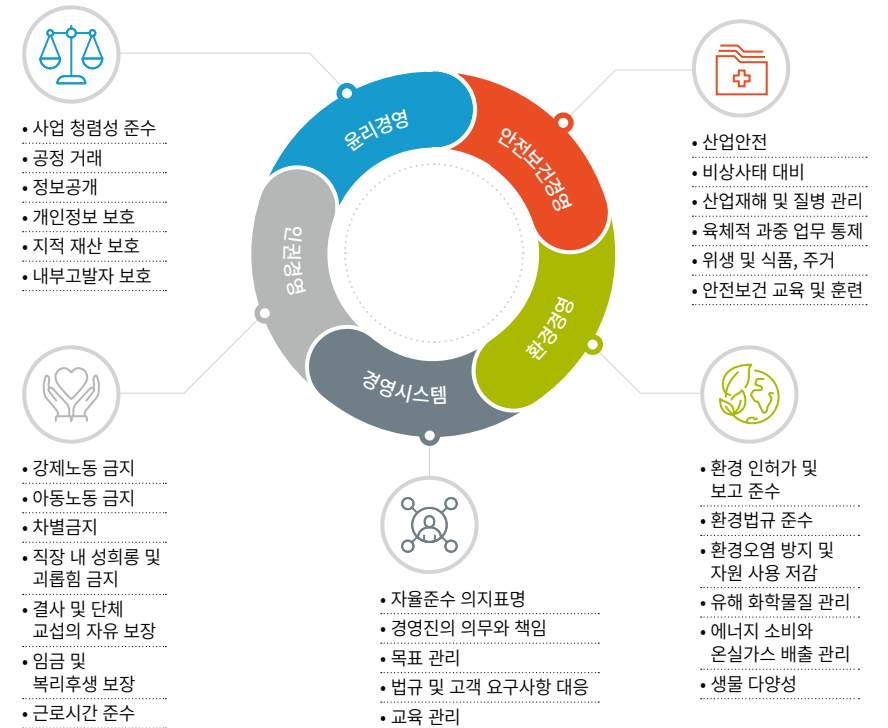 윤리경영
• 사업 청렴성 준수
• 공정 거래
• 정보공개
• 개인정보 보호
• 지적 재산 보호
• 내부고발자 보호
안전보건경영
• 산업안전
• 비상사태 대비
• 산업재해 및 질병 관리
• 육체적 과중 업무 통제
• 위생 및 식품, 주거
• 안전보건 교육 및 훈련
인권경영
• 강제노동 금지
• 아동노동 금지
• 차별금지
• 직장 내 성희롱 및
괴롭힘 금지
• 결사 및 단체
교섭의 자유 보장
• 임금 및
복리후생 보장
• 근로시간 준수
경영시스템
• 자율준수 의지표명
• 경영진의 의무와 책임
• 목표 관리
• 법규 및 고객 요구사항 대응
• 교육 관리
환경경영
• 환경 인허가 및
보고 준수
• 환경법규 준수
• 환경오염 방지 및
자원 사용 저감
• 유해 화학물질 관리
• 에너지 소비와
온실가스 배출 관리
• 생물 다양성